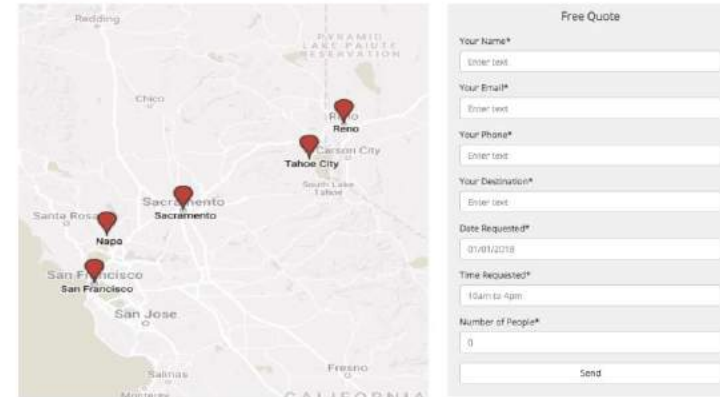 Redding
PYRAMID
LAKE PAIUTE
RESERVATION
Chico
Reno
Reno
Carson City
Tahoe City
South Lake
Tahoe
Sacramento
Sacramento
Santa Rosa
Napa
San Francisco
San Francisco
San Jose
Salinas
Fresno
Monterey
CALIFORNIA
Free Quote
Your Name*
Enter text
Your Email*
Enter text
Your Phone*
Enter text
Your Destination*
Enter text
Date Requested*
01/01/2018
Time Requested*
10am to 4pm
Number of People*
0
Send